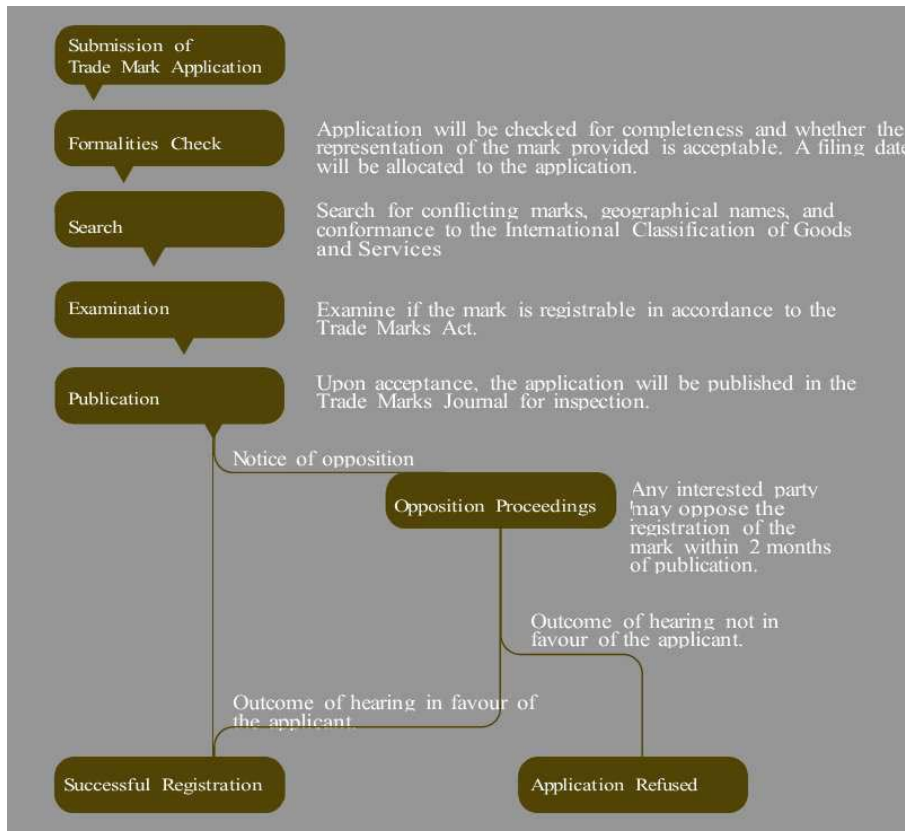 Submission of
Trade Mark Application
Formalities Check
Application will be checked for completeness and whether the
representation of the mark provided is acceptable. A filing date
will be allocated to the application.
Search
Search for conflicting marks, geographical names, and
conformance to the International Classification of Goods
and Services
Examination
Examine if the mark is registrable in accordance to the
Trade Marks Act.
Publication
Upon acceptance, the application will be published in the
Trade Marks Journal for inspection.
Notice of opposition
Opposition Proceedings
Any interested party
may oppose the
registration of the
mark within 2 months
of publication.
Outcome of hearing not in
favour of the applicant.
Outcome of hearing in favour of
the applicant.
Successful Registration
Application Refused